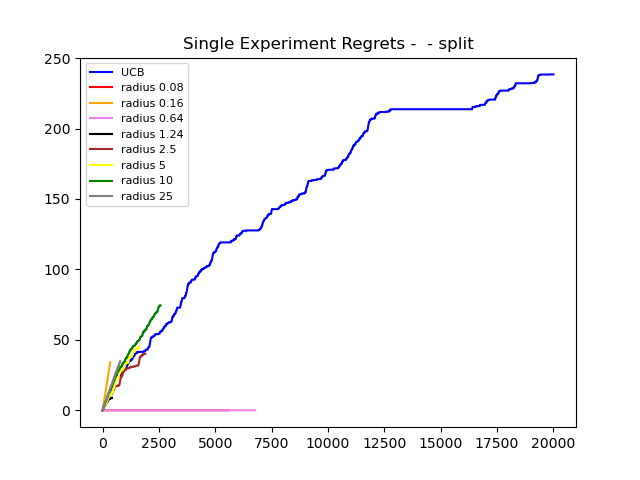 Single Experiment Regrets -  - split
250
200
150
100
50
0
UCB
radius 0.08
radius 0.16
radius 0.64
radius 1.24
radius 2.5
radius 5
radius 10
radius 25
0 2500 5000 7500 10000 12500 15000 17500 20000